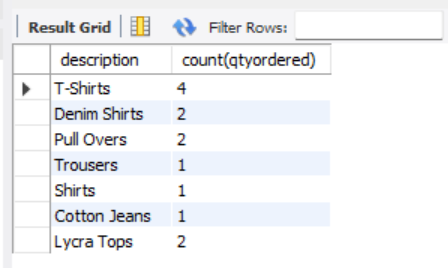 Result Grid Filter Rows:
description count(qtyordered)
T-Shirts 4
Denim Shirts 2
Pull Overs 2
Trousers 1
Shirts 1
Cotton Jeans 1
Lycra Tops 2